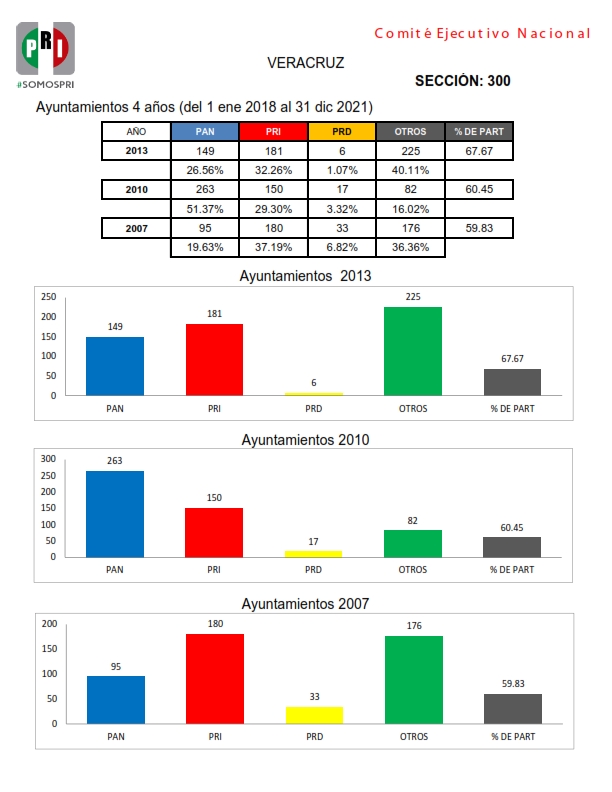 PRI
#SOMOSPRI
Comité Ejecutivo Nacional
VERACRUZ
SECCIÓN: 300
Ayuntamientos 4 años (del 1 ene 2018 al 31 dic 2021)
AÑO PAN PRI PRD OTROS % DE PART
2013 149 181 6 225 67.67
26.56% 32.26% 1.07% 40.11%
2010 263 150 17 82 60.45
51.37% 29.30% 3.32% 16.02%
2007 95 180 33 176 59.83
19.63% 37.19% 6.82% 36.36%
Ayuntamientos 2013
250
200
150
100
50
0
149 181 6 225 67.67
PAN PRI PRD OTROS % DE PART
Ayuntamientos 2010
300
250
200
150
100
50
0
263 150 17 82 60.45
PAN PRI PRD OTROS % DE PART
Ayuntamientos 2007
200
150
100
50
0
95 180 33 176 59.83
PAN PRI PRD OTROS % DE PART